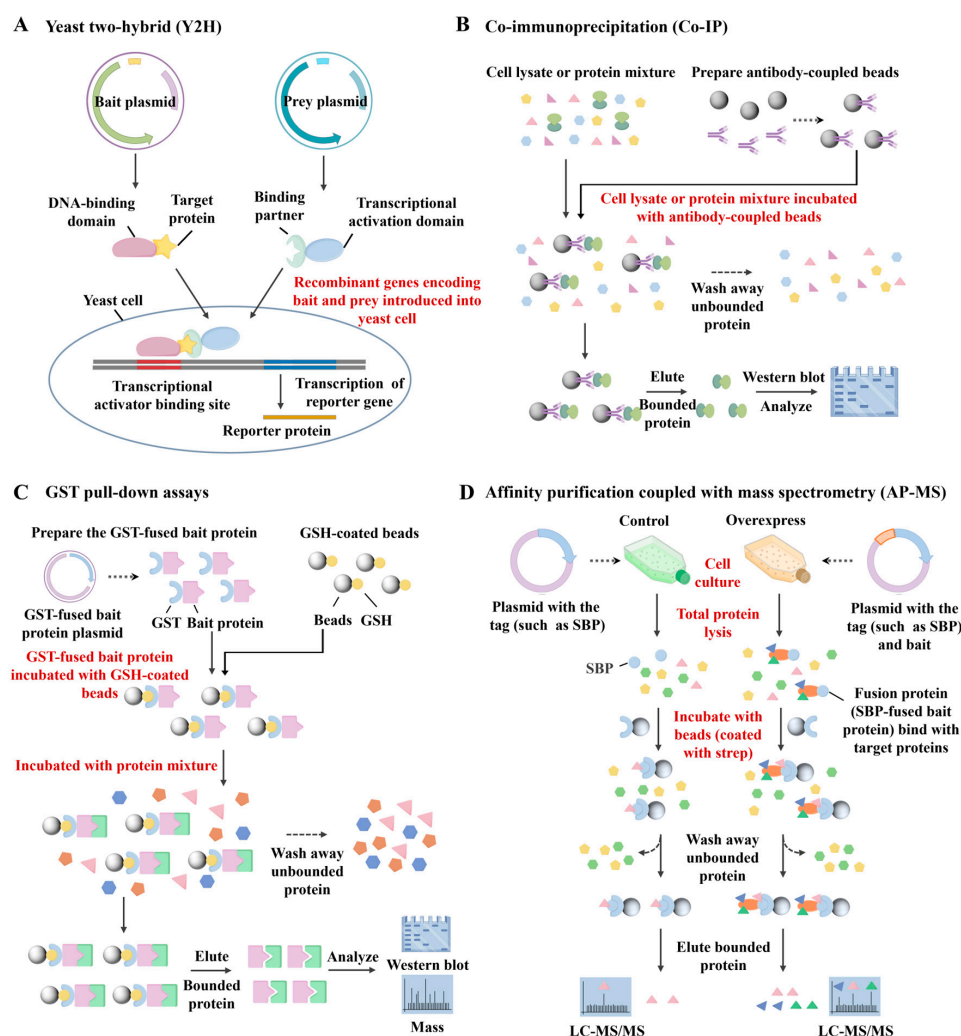 A Yeast two-hybrid (Y2H)
Bait plasmid
Prey plasmid
DNA-binding
domain
Target
protein
Binding
partner
Transcriptional
activation domain
Recombinant genes encoding
bait and prey introduced into
yeast cell
Yeast cell
Transcriptional
activator binding site
Transcription of
reporter gene
Reporter protein
B Co-immunoprecipitation (Co-IP)
Cell lysate or protein mixture
Prepare antibody-coupled beads
Cell lysate or protein mixture incubated
with antibody-coupled beads
Wash away
unbounded
protein
Elute
Bounded
protein
Western blot
Analyze
C GST pull-down assays
Prepare the GST-fused bait protein
GSH-coated beads
GST-fused bait
protein plasmid
GST Bait protein
Beads GSH
GST-fused bait protein
incubated with GSH-coated
beads
Incubated with protein mixture
Wash away
unbounded
protein
Elute
Bounded
protein
Analyze
Western blot
Mass
D Affinity purification coupled with mass spectrometry (AP-MS)
Control
Overexpress
Cell
culture
Plasmid with the
tag (such as SBP)
Plasmid with the
tag (such as SBP)
and bait
Total protein
lysis
SBP
Fusion protein
(SBP-fused bait
protein) bind with
target proteins
Incubate with
beads (coated
with strep)
Wash away
unbounded
protein
Elute bounded
protein
LC-MS/MS
LC-MS/MS